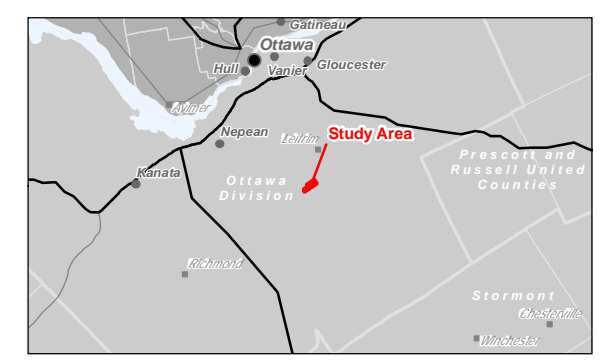 Gatineau
Ottawa
Hull
Vanier
Gloucester
Aylmer
Nepean
Leitrim
Study Area
Prescott and
Russell United
Counties
Kanata
Ottawa
Division
Richmond
Stormont
Chesterville
Winchester